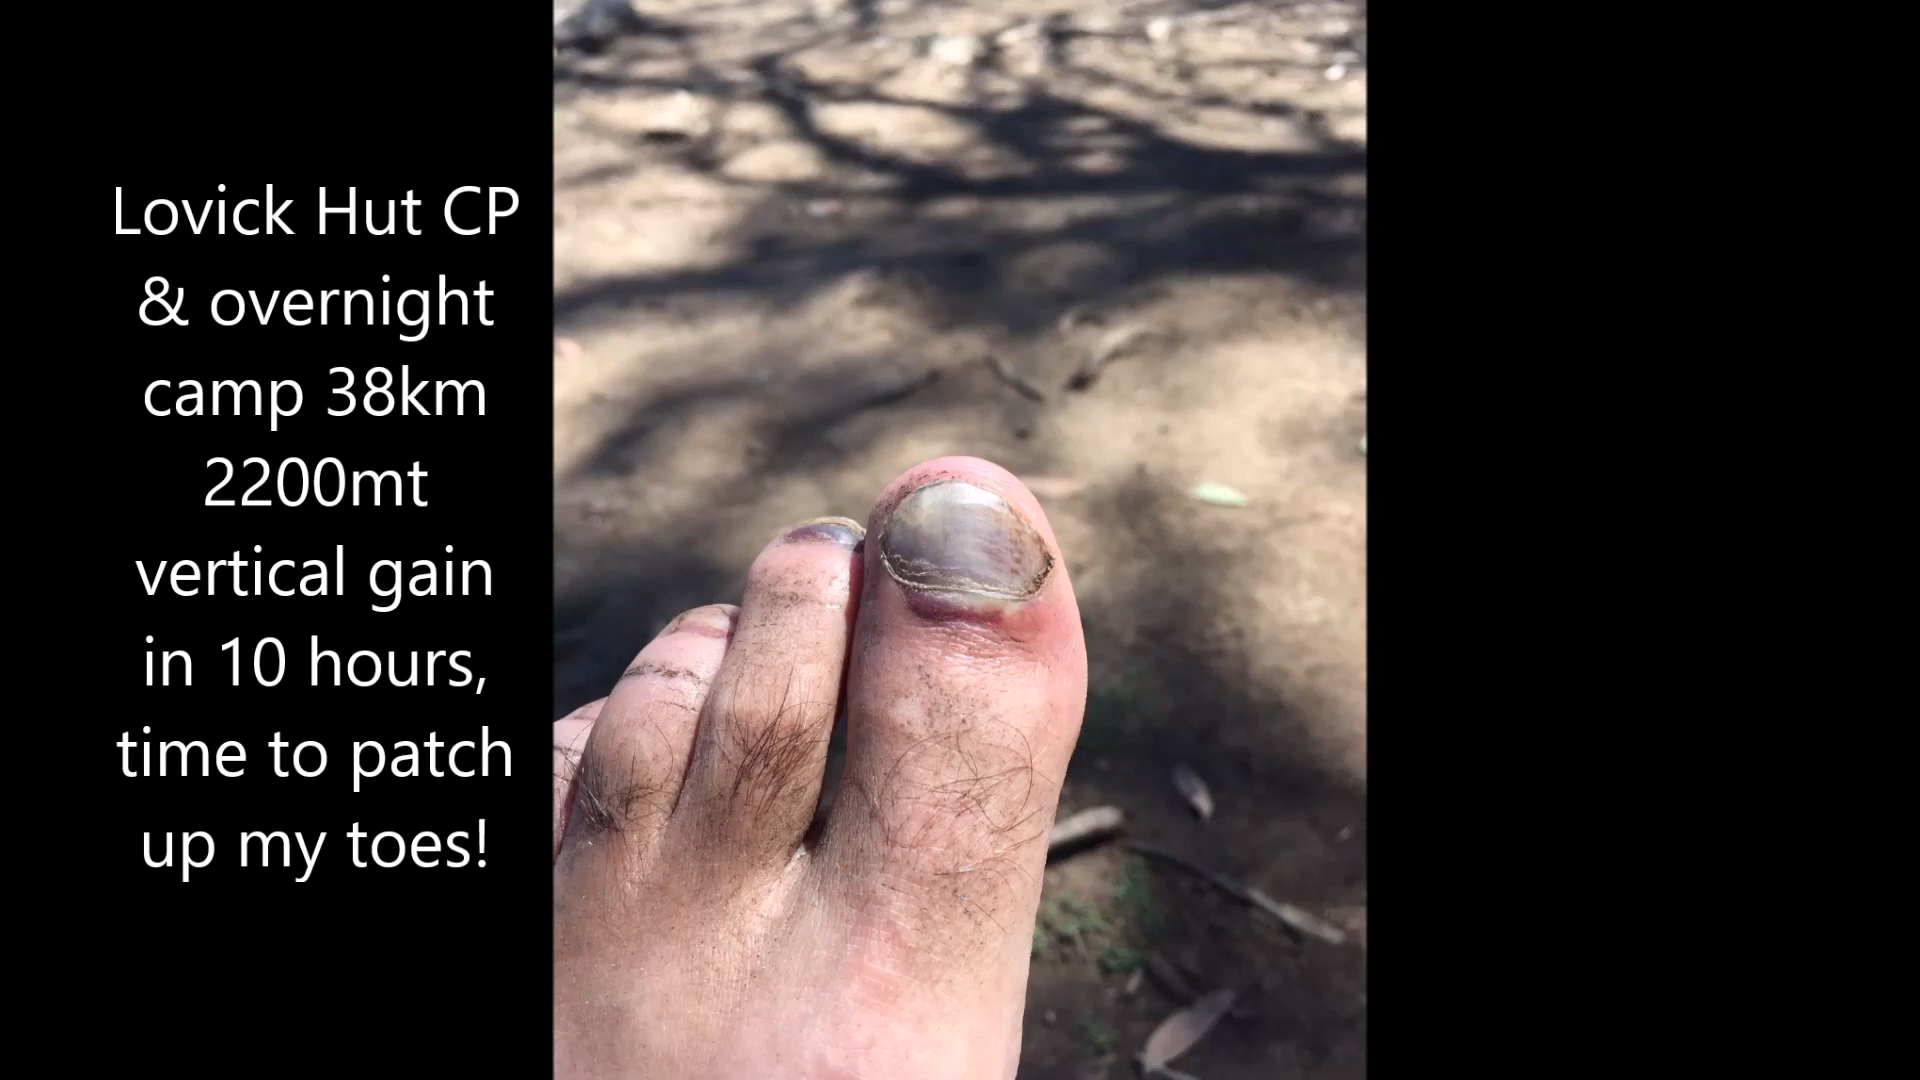 Lovick Hut CP
& overnight
camp 38km
2200mt
vertical gain
in 10 hours,
time to patch
up my toes!